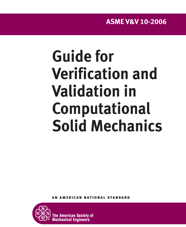 ASME V&V 10-2006
Guide for
Verification and
Validation in
Computational
Solid Mechanics
AN AMERICAN NATIONAL STANDARD
The American Society of
Mechanical Engineers